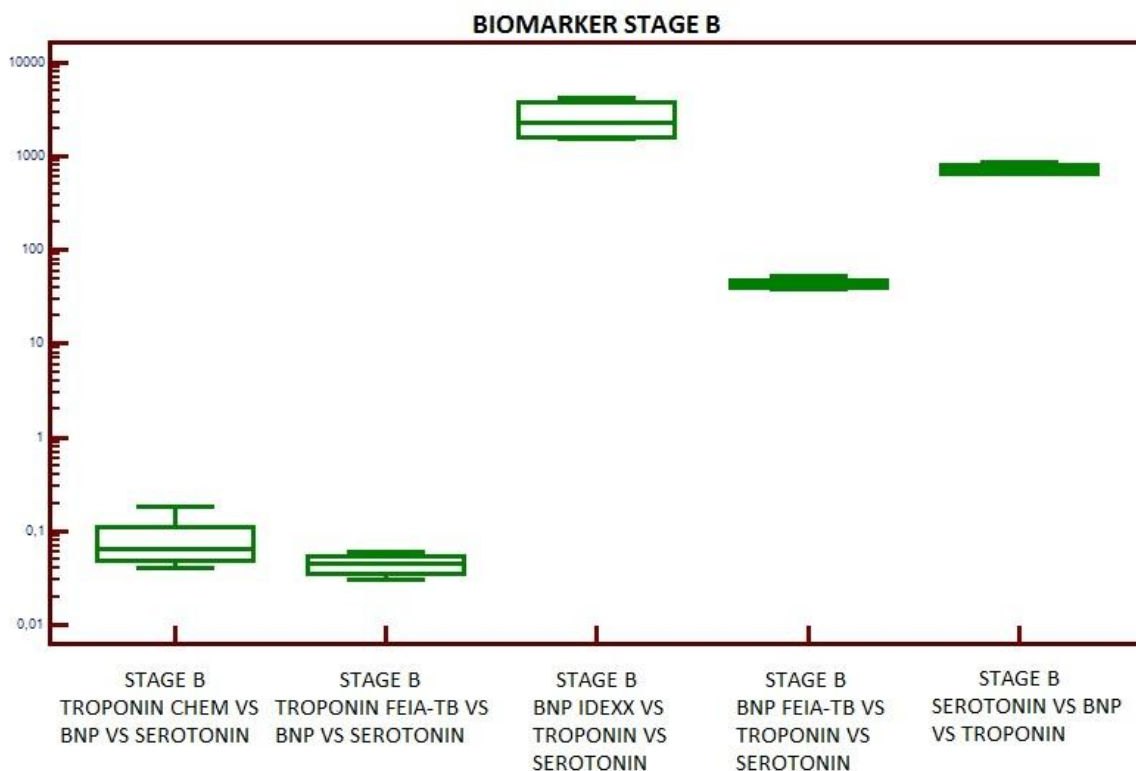 BIOMARKER STAGE B
10000
1000
100
10
1
0,1
0,01
STAGE B
TROPONIN CHEM VS
BNP VS SEROTONIN
STAGE B
TROPONIN FEIA-TB VS
BNP VS SEROTONIN
STAGE B
BNP IDEXX VS
TROPONIN VS
SEROTONIN
STAGE B
BNP FEIA-TB VS
TROPONIN VS
SEROTONIN
STAGE B
SEROTONIN VS BNP
VS TROPONIN